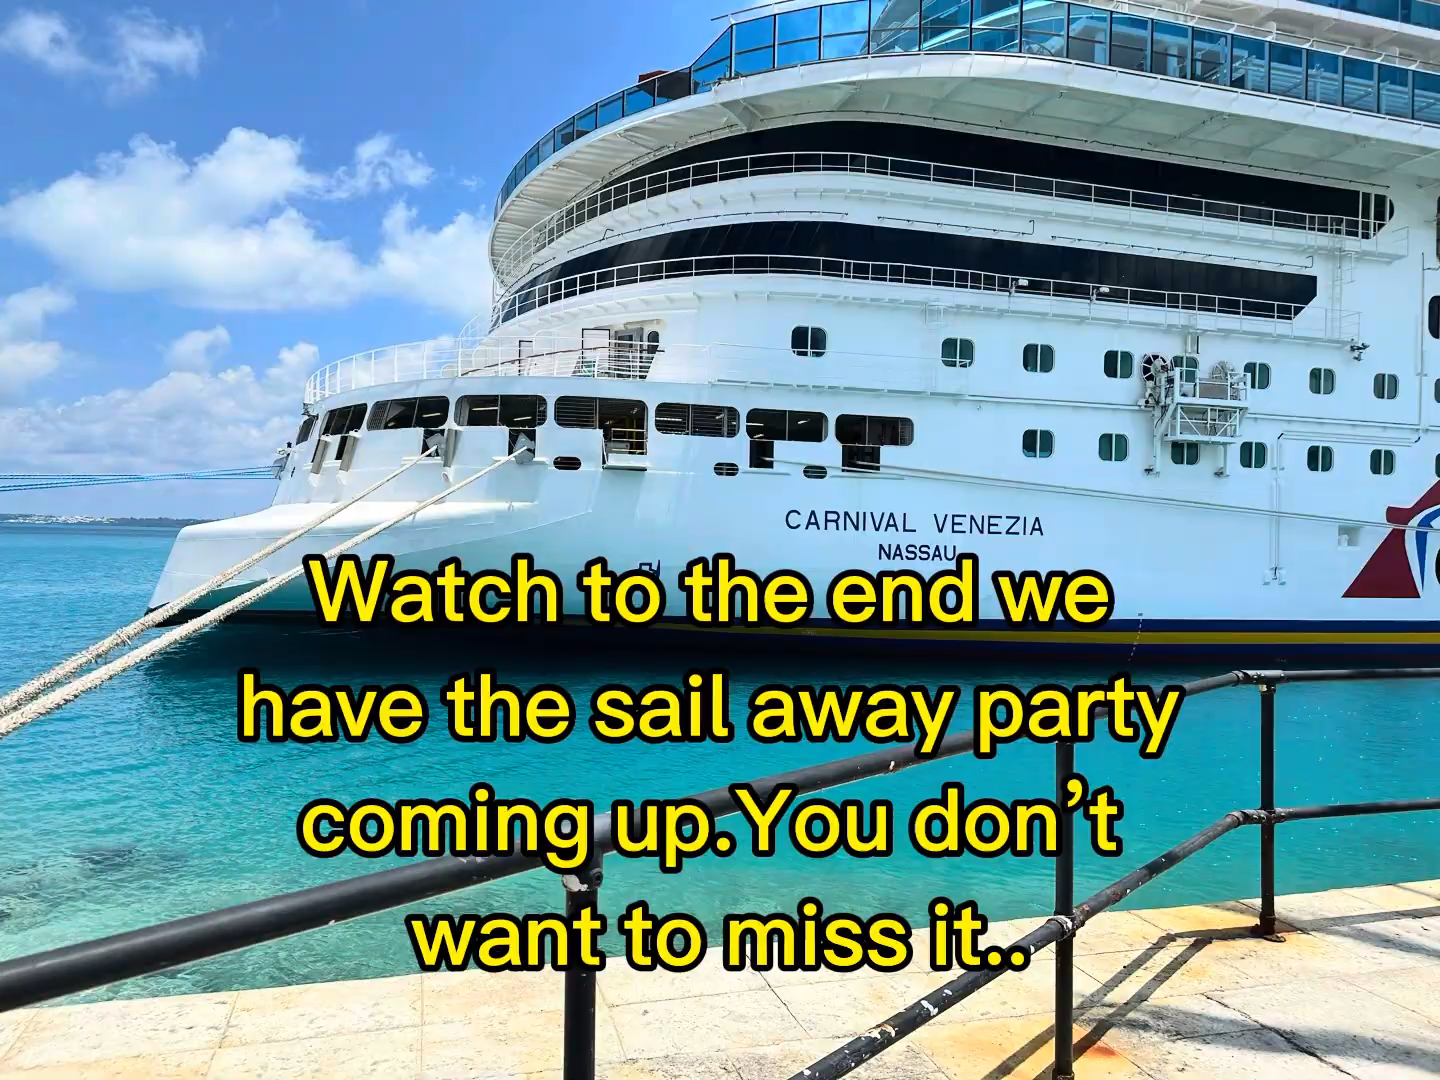 CARNIVAL VENEZIA
NASSAU
Watch to the end we
have the sail away party
coming up.You don’t
want to miss it..